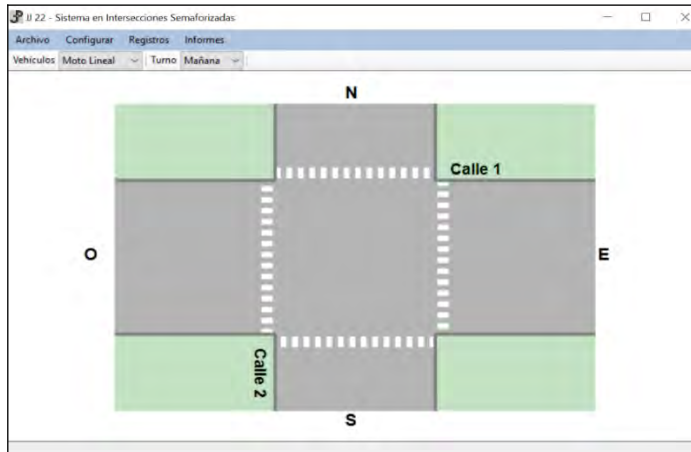 JJ 22 - Sistema en Intersecciones Semaforizadas
Archivo Configurar Registros Informes
Vehículos Moto Lineal Turno Mañana
N
Calle 1
O
E
Calle 2
S